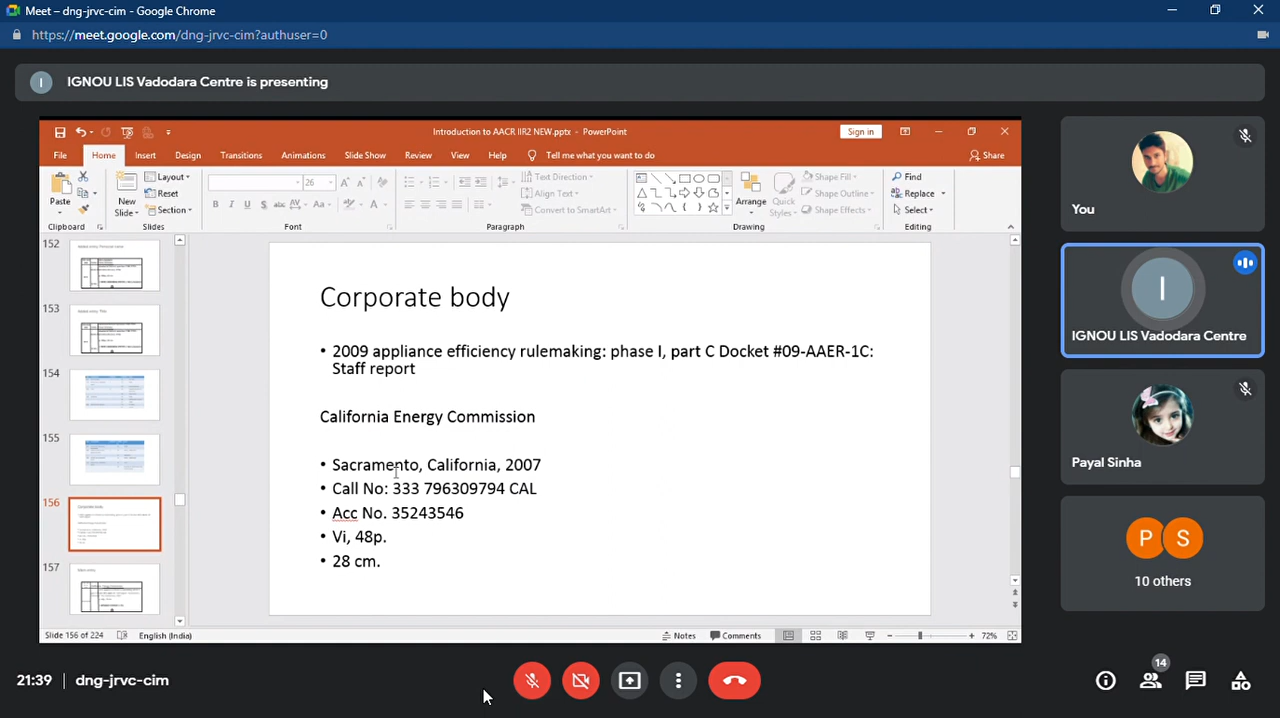 Meet – dng-jrvc-cim - Google Chrome
https://meet.google.com/dng-jrvc-cim?authuser=0
I IGNOU LIS Vadodara Centre is presenting
Introduction to AACR IIR2 NEW.pptx - PowerPoint
Sign in
File Home Insert Design Transitions Animations Slide Show Review View Help Tell me what you want to do Share
Paste
New Slide
Layout
Reset
Section
26
B I U S abc AV Aa A
Text Direction
Align Text
Convert to SmartArt
Arrange
Quick Styles
Shape Fill
Shape Outline
Shape Effects
Find
Replace
Select
Clipboard Slides Font Paragraph Drawing Editing
152
153
154
155
156
157
Corporate body
• 2009 appliance efficiency rulemaking: phase I, part C Docket #09-AAER-1C:
Staff report
California Energy Commission
• Sacramento, California, 2007
• Call No: 333 796309794 CAL
• Acc No. 35243546
• Vi, 48p.
• 28 cm.
Slide 156 of 224 English (India) Notes Comments 72%
You
I
IGNOU LIS Vadodara Centre
Payal Sinha
P S
10 others
21:39 | dng-jrvc-cim
14